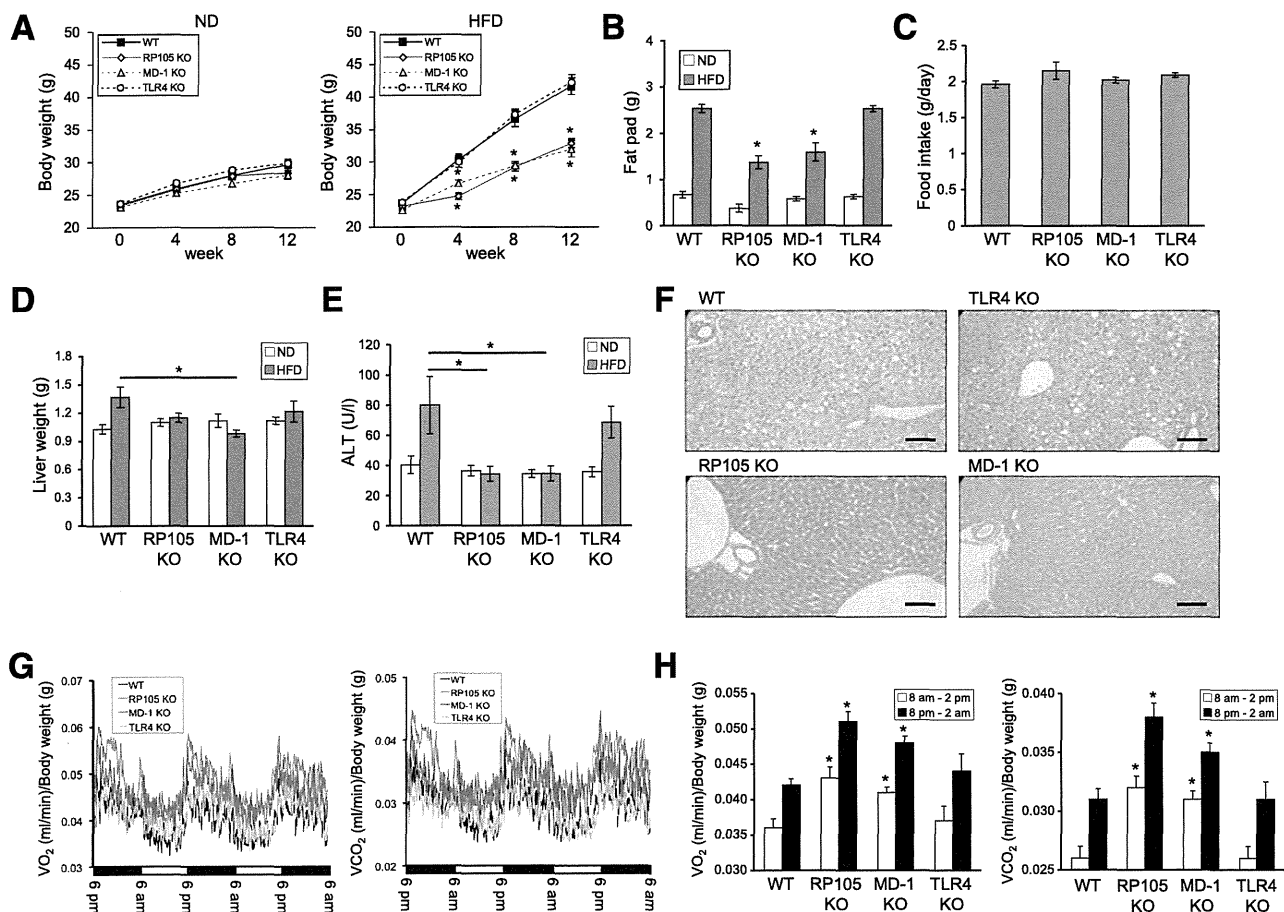 A
ND
Body weight (g)
50
45
40
35
30
25
20
WT
RP105 KO
MD-1 KO
TLR4 KO
0 4 8 12
week
HFD
Body weight (g)
50
45
40
35
30
25
20
WT
RP105 KO
MD-1 KO
TLR4 KO
* * * * * *
0 4 8 12
week
B
Fat pad (g)
4
3
2
1
0
ND
HFD
* *
WT RP105 KO MD-1 KO TLR4 KO
C
Food intake (g/day)
2.5
2
1.5
1
0.5
0
WT RP105 KO MD-1 KO TLR4 KO
D
Liver weight (g)
1.8
1.5
1.2
0.9
0.6
0.3
0
ND
HFD
*
WT RP105 KO MD-1 KO TLR4 KO
E
ALT (U/l)
120
100
80
60
40
20
0
ND
HFD
*
*
WT RP105 KO MD-1 KO TLR4 KO
F
WT
TLR4 KO
RP105 KO
MD-1 KO
G
VO2 (ml/min)/Body weight (g)
0.07
0.06
0.05
0.04
0.03
WT
RP105 KO
MD-1 KO
TLR4 KO
6 pm 6 am 6 pm 6 am 6 pm 6 am
VCO2 (ml/min)/Body weight (g)
0.05
0.04
0.03
0.02
WT
RP105 KO
MD-1 KO
TLR4 KO
6 pm 6 am 6 pm 6 am 6 pm 6 am
H
VO2 (ml/min)/Body weight (g)
0.055
0.050
0.045
0.040
0.035
0.030
8 am - 2 pm
8 pm - 2 am
* * * *
WT RP105 KO MD-1 KO TLR4 KO
VCO2 (ml/min)/Body weight (g)
0.040
0.035
0.030
0.025
8 am - 2 pm
8 pm - 2 am
* * * *
WT RP105 KO MD-1 KO TLR4 KO